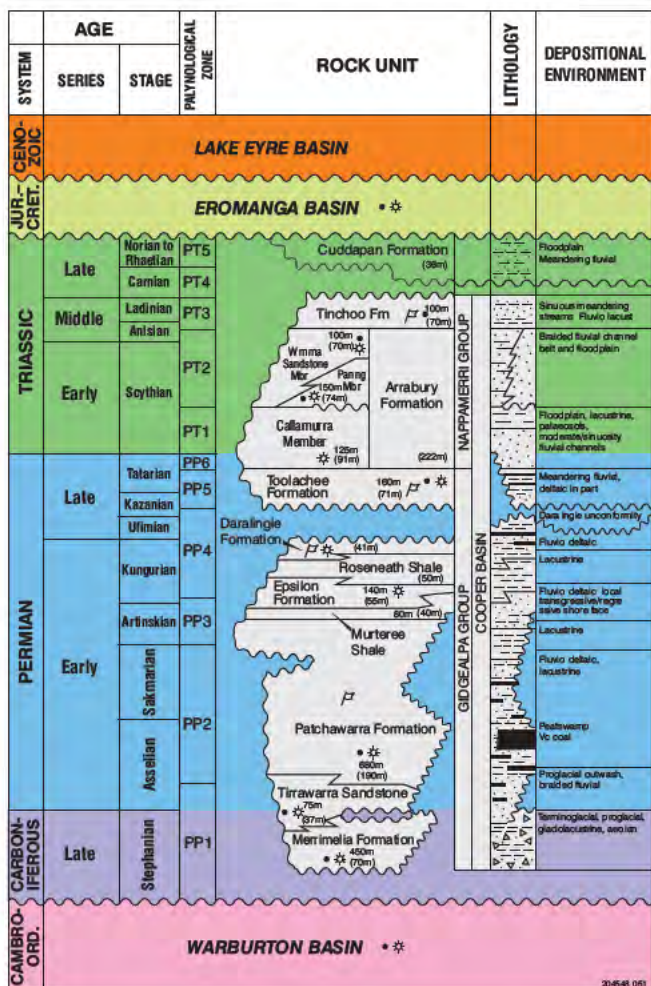 SYSTEM
AGE
SERIES
STAGE
PALYNOLOGICAL
ZONE
ROCK UNIT
LITHOLOGY
DEPOSITIONAL
ENVIRONMENT
CENO-
ZOIC
LAKE EYRE BASIN
JUR.–
CRET.
EROMANGA BASIN
TRIASSIC
Late
Norian to
Rhaetian
PT5
Cuddapan Formation
(38m)
Floodplain
Meandering fluvial
Carnian
PT4
Middle
Ladinian
PT3
Tinchoo Fm
100m
(70m)
Sinuous meandering
streams Fluvio lacust
Anisian
Early
Scythian
PT2
100m
(70m)
Wmma
Sandstone
Mbr
Panng
Mbr
150m
(74m)
Arrabury
Formation
(222m)
NAPPAMERRI GROUP
Braided fluvial channel
belt and floodplain
PT1
Callamurra
Member
125m
(91m)
Floodplain, lacustrine,
palaeosols,
moderate/sinuosity
fluvial channels
PERMIAN
Late
Tatarian
PP6
PP5
Toolachee
Formation
160m
(71m)
Meandering fluvial,
deltaic in part
Kazanian
Ufimian
Daralingie unconformity
Early
Kungurian
PP4
Daralingie
Formation
(41m)
Fluvio deltaic
Roseneath Shale
(50m)
Lacustrine
Epsilon
Formation
140m
(55m)
Fluvio deltaic local
transgressive/regre
ssive shore face
Artinskian
PP3
80m
(40m)
Murteree
Shale
Lacustrine
GIDGEALPA GROUP
COOPER BASIN
Sakmarian
PP2
Fluvio deltaic,
lacustrine
Asselian
Patchawarra Formation
680m
(190m)
Peatswamp
Vc coal
Tirrawarra Sandstone
75m
(37m)
Proglacial outwash,
braided fluvial
CARBON-
IFEROUS
Late
Stephanian
PP1
Merrimelia Formation
450m
(70m)
Terminoglacial, proglacial,
glaciolacustrine, aeolian
CAMBRO-
ORD.
WARBURTON BASIN